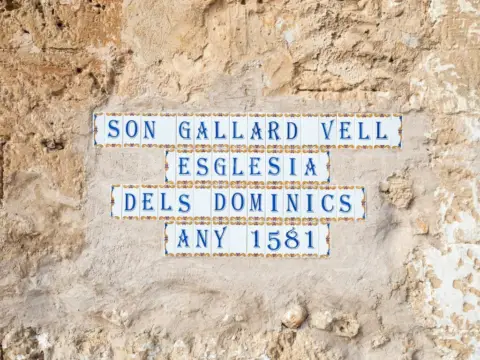 SON GALLARD VELL
ESGLESIA
DELS DOMINICS
ANY 1581